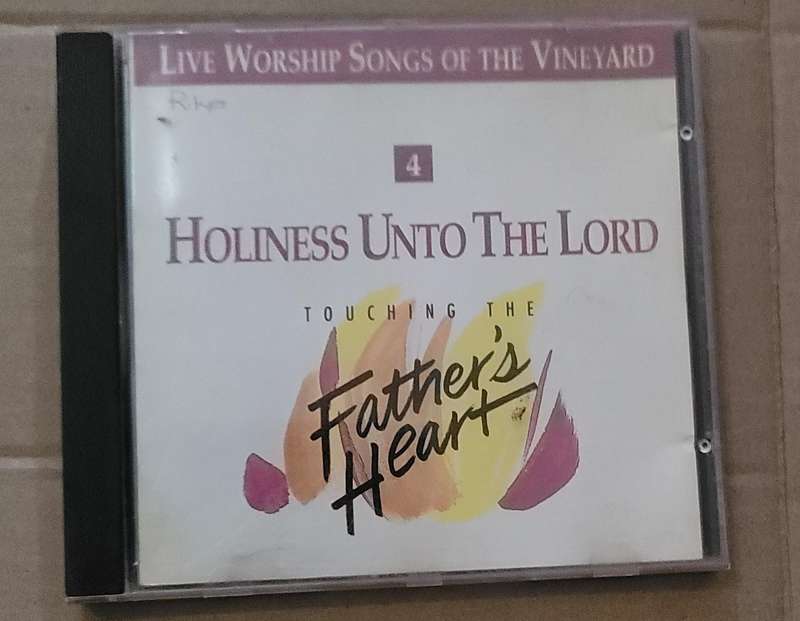 LIVE WORSHIP SONGS OF THE VINEYARD
4
HOLINESS UNTO THE LORD
TOUCHING THE
Father's
Heart